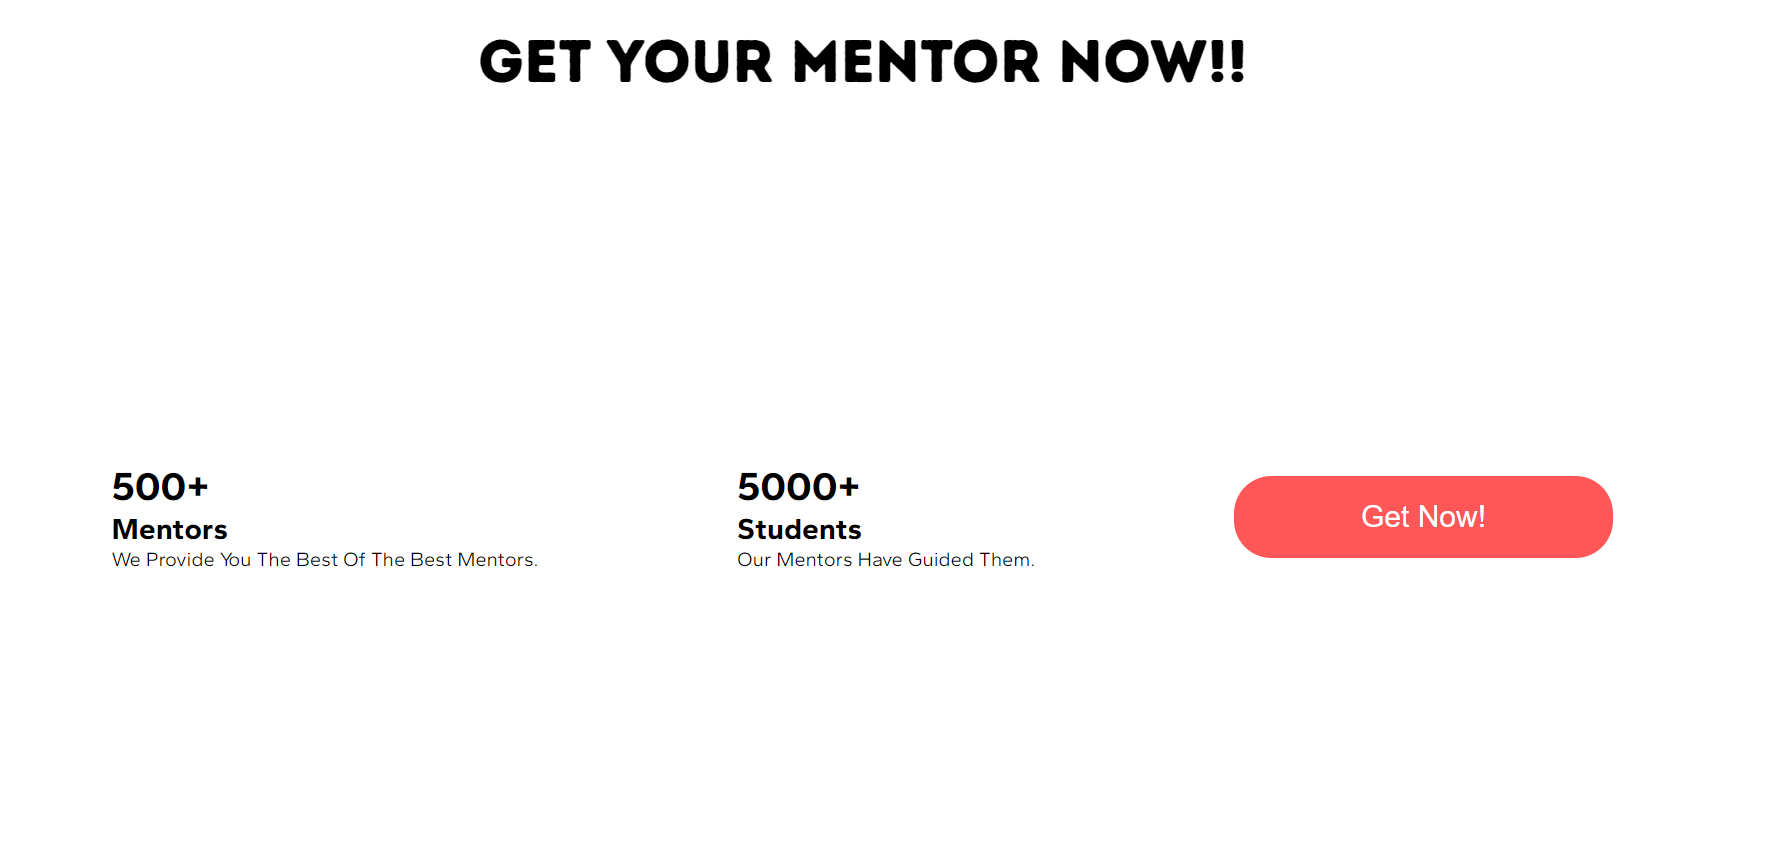 GET YOUR MENTOR NOW!!
500+
Mentors
We Provide You The Best Of The Best Mentors.
5000+
Students
Our Mentors Have Guided Them.
Get Now!